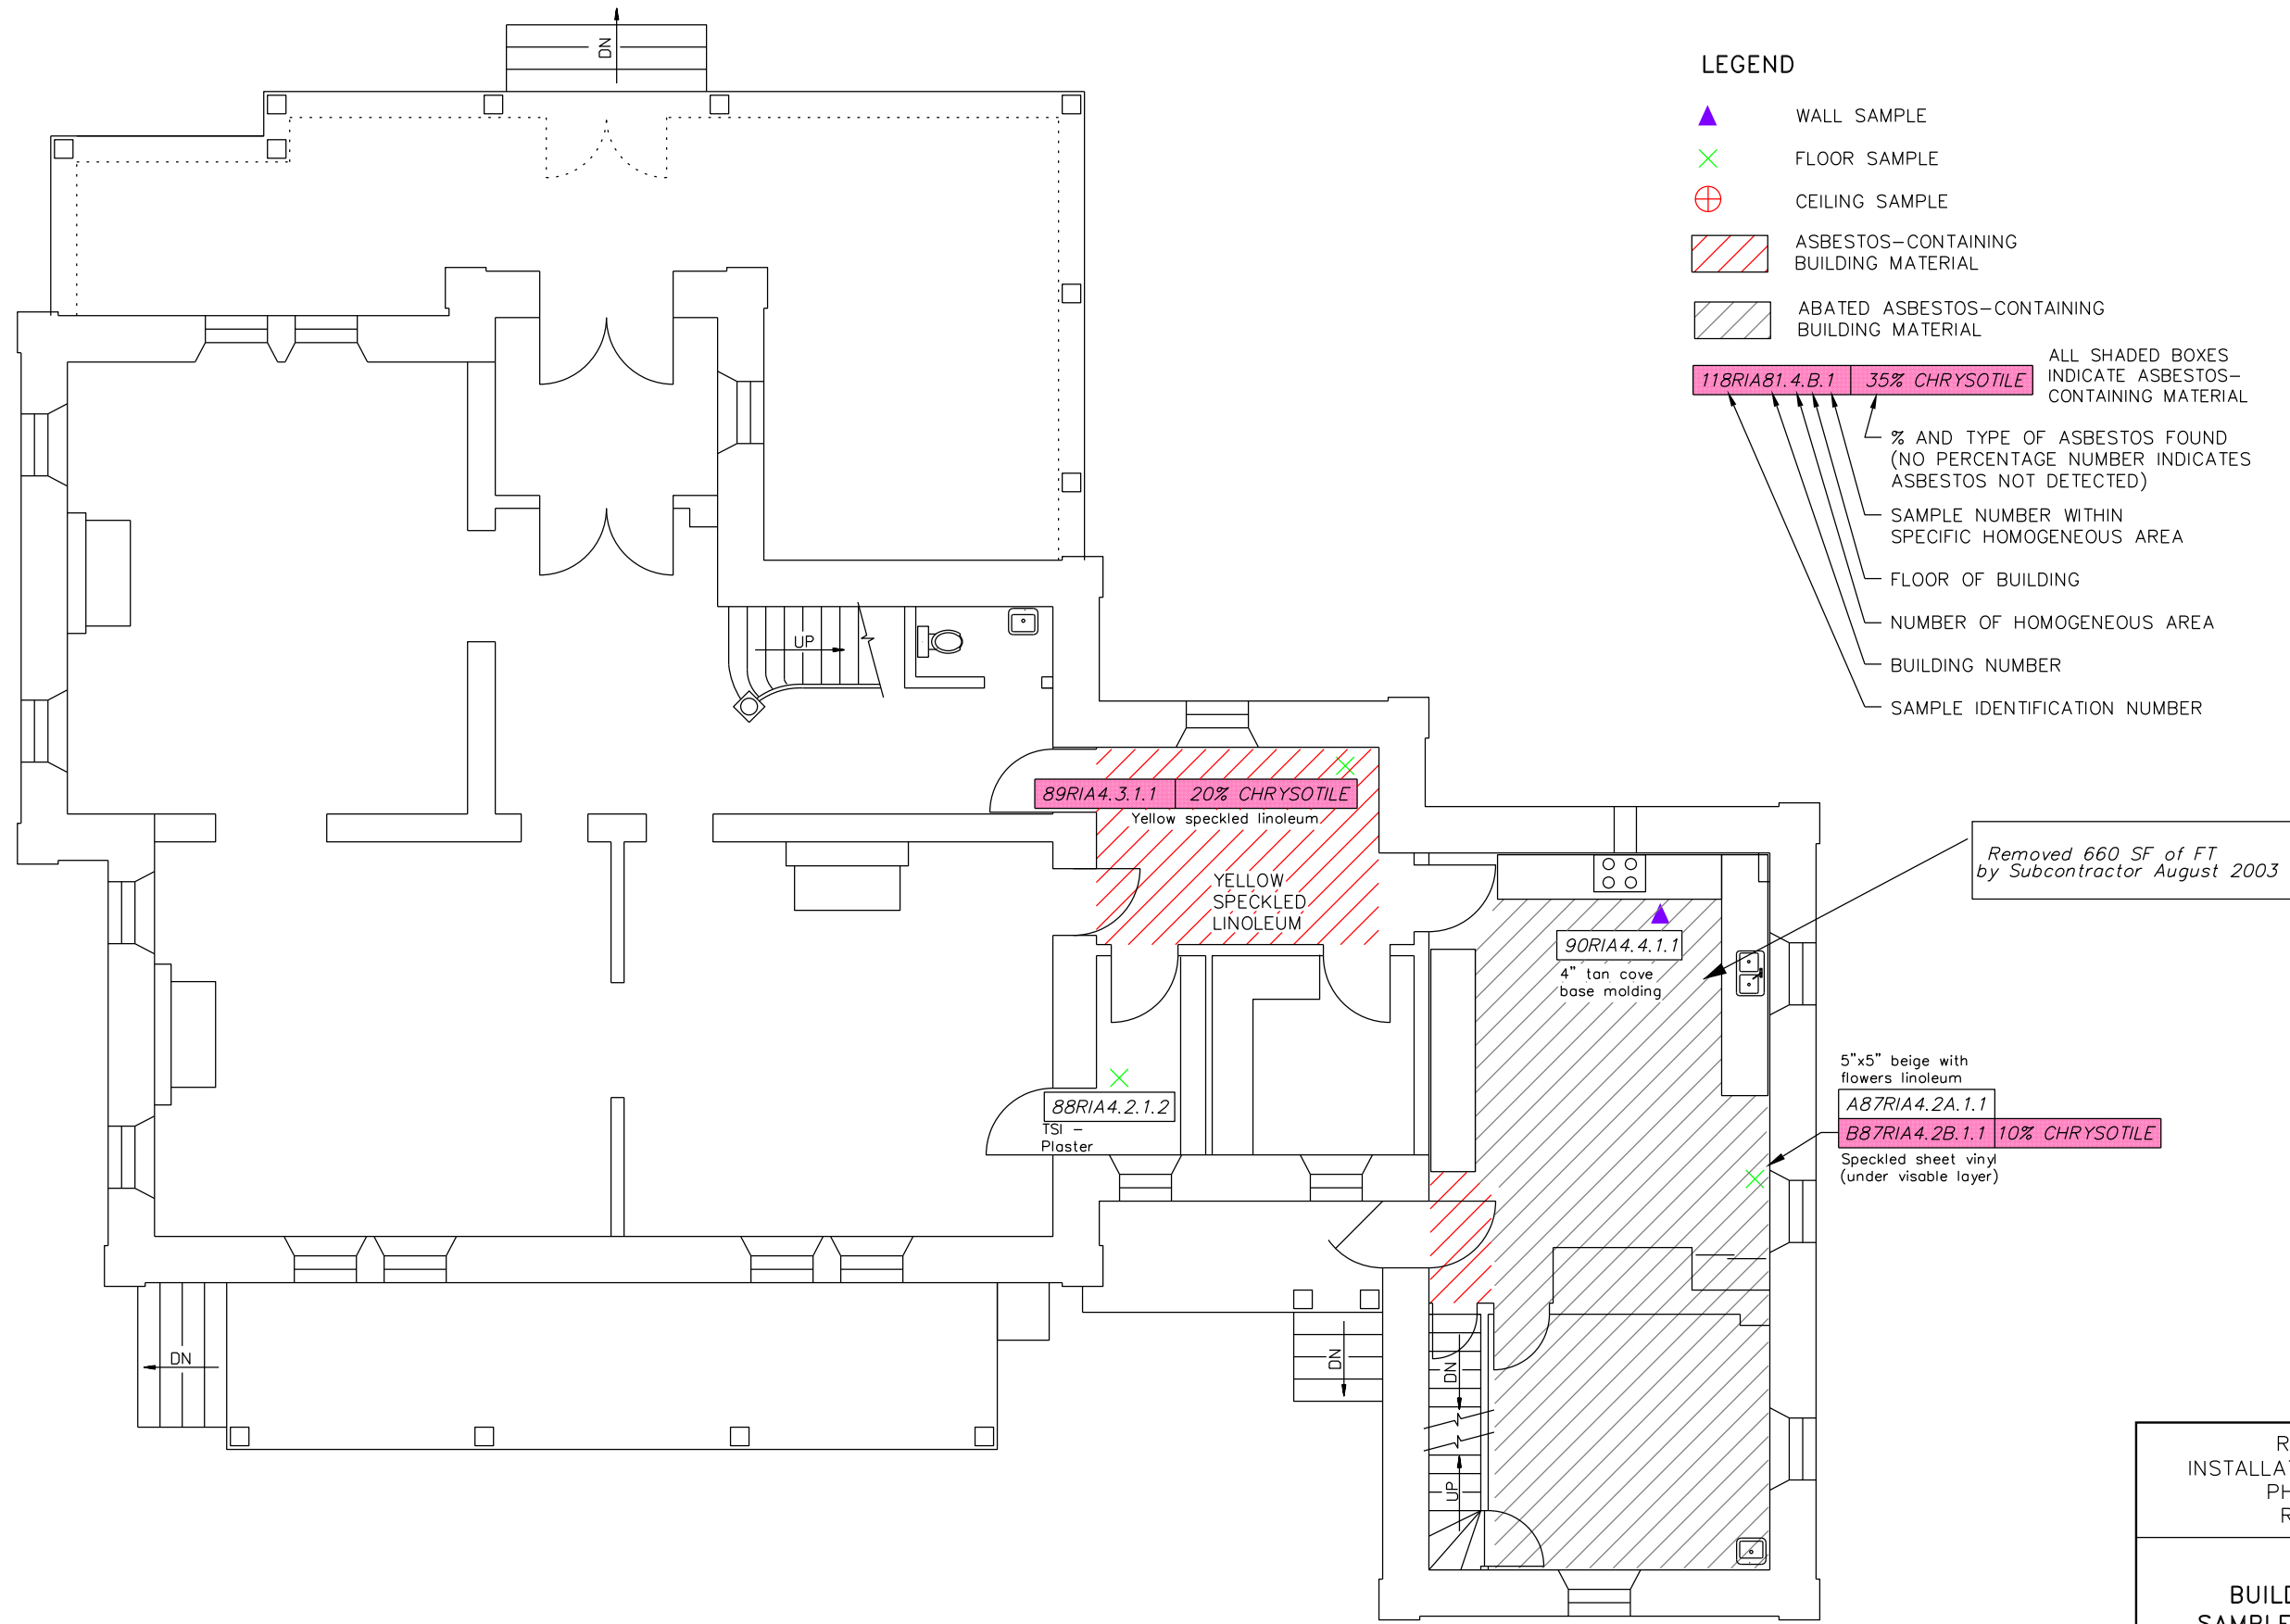 DN
LEGEND
WALL SAMPLE
FLOOR SAMPLE
CEILING SAMPLE
ASBESTOS-CONTAINING
BUILDING MATERIAL
ABATED ASBESTOS-CONTAINING
BUILDING MATERIAL
118RIA81.4.B.1 35% CHRYSOTILE
ALL SHADED BOXES
INDICATE ASBESTOS-
CONTAINING MATERIAL
% AND TYPE OF ASBESTOS FOUND
(NO PERCENTAGE NUMBER INDICATES
ASBESTOS NOT DETECTED)
SAMPLE NUMBER WITHIN
SPECIFIC HOMOGENEOUS AREA
FLOOR OF BUILDING
NUMBER OF HOMOGENEOUS AREA
BUILDING NUMBER
SAMPLE IDENTIFICATION NUMBER
UP
89RIA4.3.1.1 20% CHRYSOTILE
Yellow speckled linoleum
YELLOW
SPECKLED
LINOLEUM
Removed 660 SF of FT
by Subcontractor August 2003
90RIA4.4.1.1
4" tan cove
base molding
5"x5" beige with
flowers linoleum
A87RIA4.2A.1.1
B87RIA4.2B.1.1 10% CHRYSOTILE
Speckled sheet vinyl
(under visable layer)
88RIA4.2.1.2
TSI -
Plaster
DN
DN
DN
UP
R
INSTALLAT
PH
R
BUILD
SAMPLE